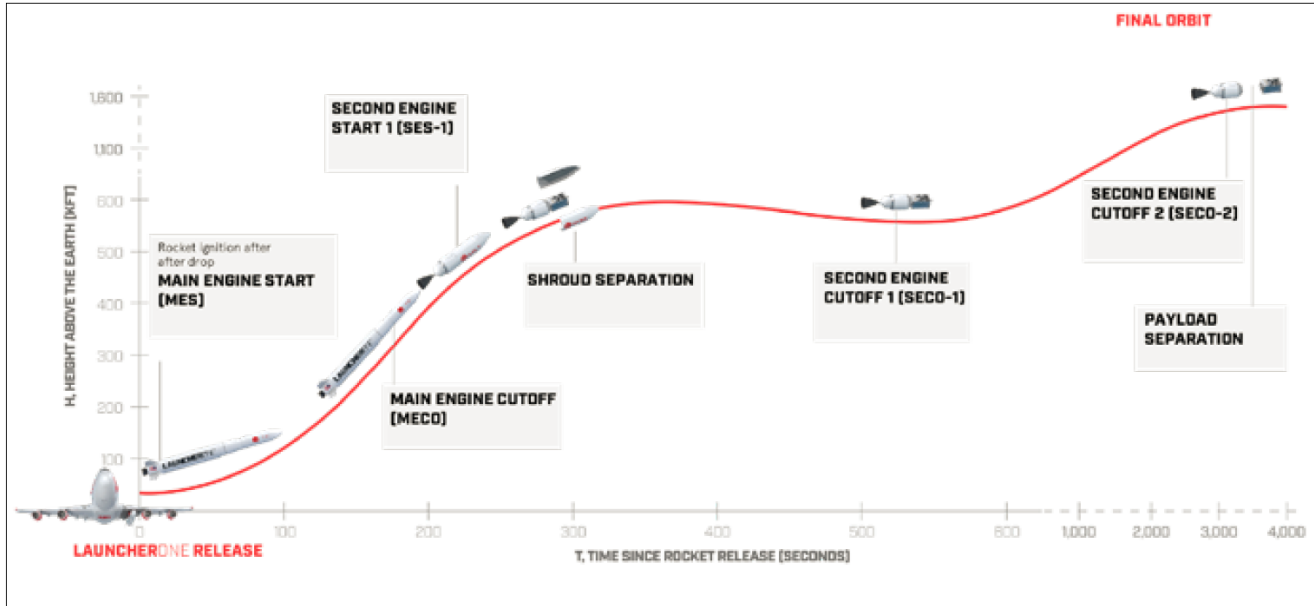 FINAL ORBIT
1,600
1,100
600
500
400
300
200
100
H, HEIGHT ABOVE THE EARTH (KFT)
SECOND ENGINE
START 1 (SES-1)
Rocket ignition after
after drop
MAIN ENGINE START
(MES)
LAUNCHERONE
LAUNCHERONE
MAIN ENGINE CUTOFF
(MECO)
SHROUD SEPARATION
SECOND ENGINE
CUTOFF 1 (SECO-1)
SECOND ENGINE
CUTOFF 2 (SECO-2)
PAYLOAD
SEPARATION
0
100
200
300
400
500
600
1,000
2,000
3,000
4,000
LAUNCHERONE RELEASE
T, TIME SINCE ROCKET RELEASE (SECONDS)